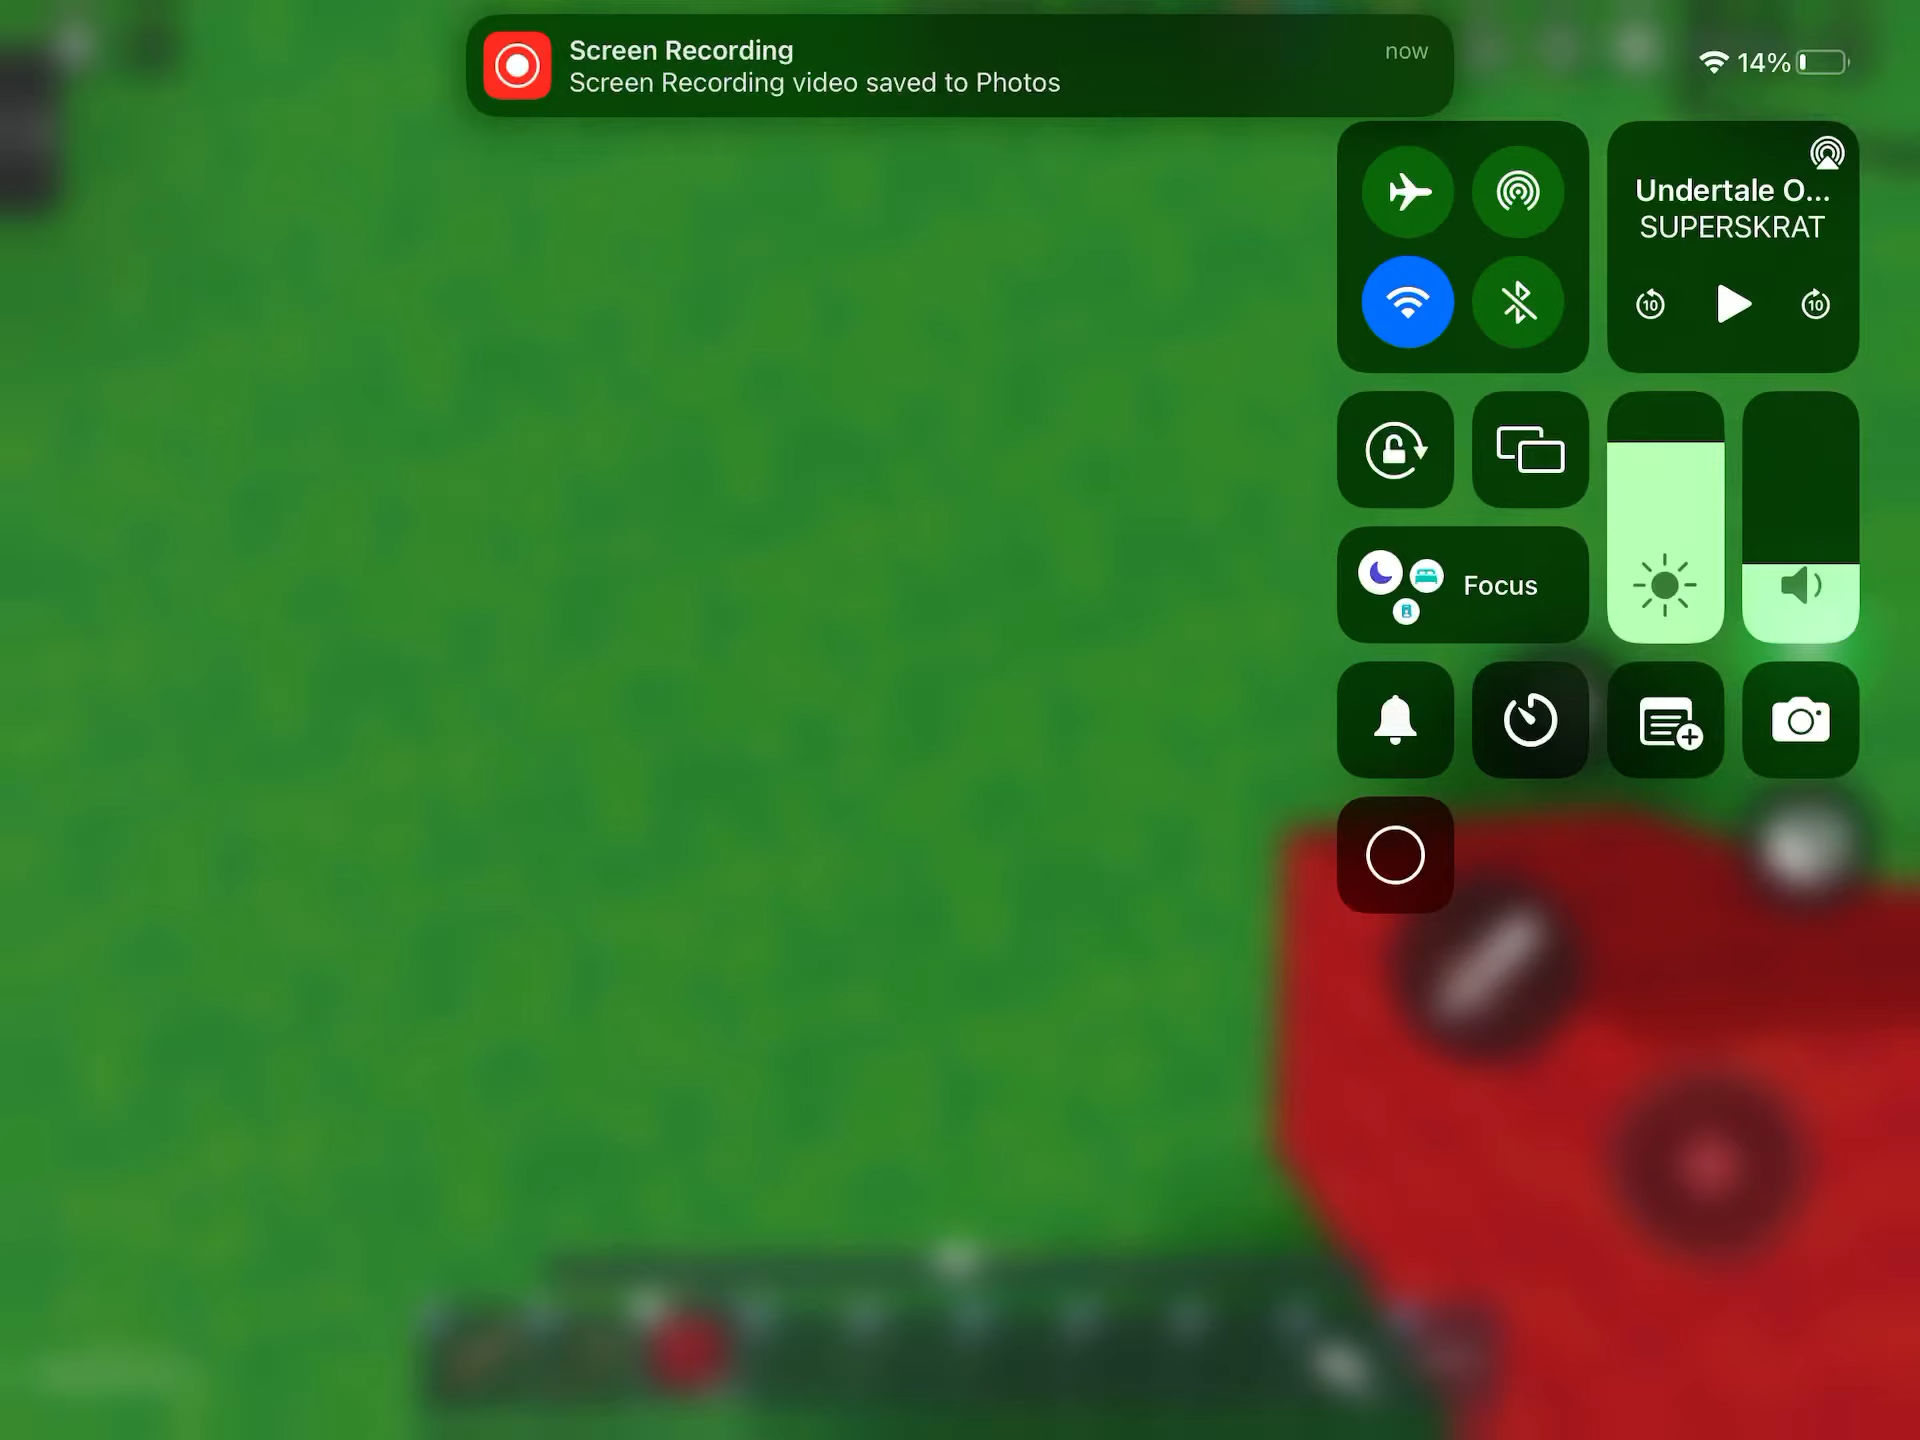 Screen Recording
now
Screen Recording video saved to Photos
14%
Undertale O...
SUPERSKRAT
10
10
Focus